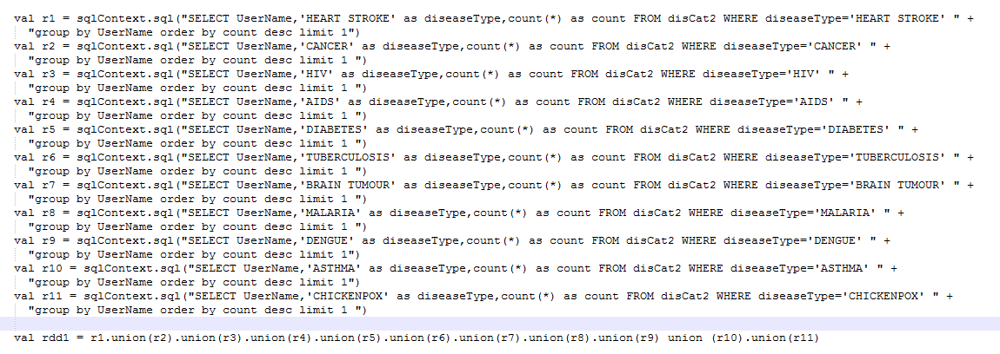 val r1 = sqlContext.sql("SELECT UserName,'HEART STROKE' as diseaseType,count(*) as count FROM disCat2 WHERE diseaseType='HEART STROKE' " +
"group by UserName order by count desc limit 1")
val r2 = sqlContext.sql("SELECT UserName,'CANCER' as diseaseType,count(*) as count FROM disCat2 WHERE diseaseType='CANCER' " +
"group by UserName order by count desc limit 1 ")
val r3 = sqlContext.sql("SELECT UserName,'HIV' as diseaseType,count(*) as count FROM disCat2 WHERE diseaseType='HIV' " +
"group by UserName order by count desc limit 1 ")
val r4 = sqlContext.sql("SELECT UserName,'AIDS' as diseaseType,count(*) as count FROM disCat2 WHERE diseaseType='AIDS' " +
"group by UserName order by count desc limit 1 ")
val r5 = sqlContext.sql("SELECT UserName,'DIABETES' as diseaseType,count(*) as count FROM disCat2 WHERE diseaseType='DIABETES' " +
"group by UserName order by count desc limit 1 ")
val r6 = sqlContext.sql("SELECT UserName,'TUBERCULOSIS' as diseaseType,count(*) as count FROM disCat2 WHERE diseaseType='TUBERCULOSIS' " +
"group by UserName order by count desc limit 1 ")
val r7 = sqlContext.sql("SELECT UserName,'BRAIN TUMOUR' as diseaseType,count(*) as count FROM disCat2 WHERE diseaseType='BRAIN TUMOUR' " +
"group by UserName order by count desc limit 1 ")
val r8 = sqlContext.sql("SELECT UserName,'MALARIA' as diseaseType,count(*) as count FROM disCat2 WHERE diseaseType='MALARIA' " +
"group by UserName order by count desc limit 1 ")
val r9 = sqlContext.sql("SELECT UserName,'DENGUE' as diseaseType,count(*) as count FROM disCat2 WHERE diseaseType='DENGUE' " +
"group by UserName order by count desc limit 1")
val r10 = sqlContext.sql("SELECT UserName,'ASTHMA' as diseaseType,count(*) as count FROM disCat2 WHERE diseaseType='ASTHMA' " +
"group by UserName order by count desc limit 1")
val r11 = sqlContext.sql("SELECT UserName,'CHICKENPOX' as diseaseType,count(*) as count FROM disCat2 WHERE diseaseType='CHICKENPOX' " +
"group by UserName order by count desc limit 1 ")
val rdd1 = r1.union(r2).union(r3).union(r4).union(r5).union(r6).union(r7).union(r8).union(r9) union (r10).union(r11)